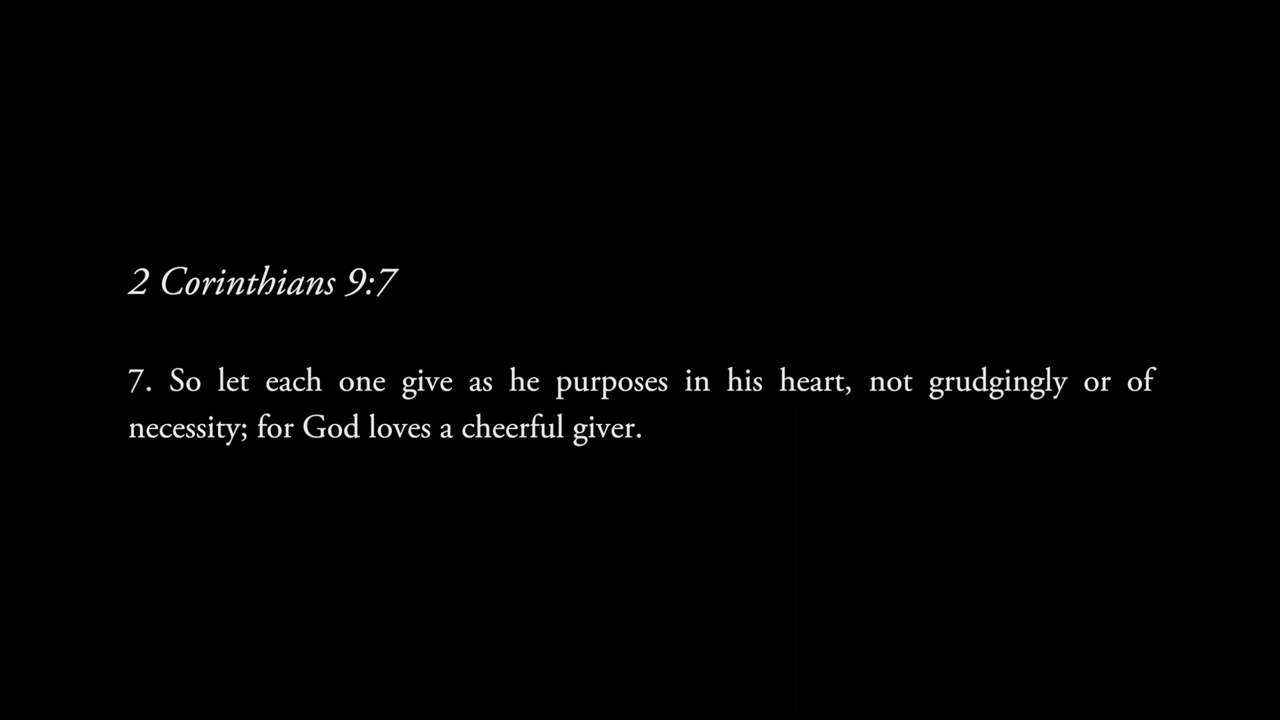 2 Corinthians 9:7
7. So let each one give as he purposes in his heart, not grudgingly or of
necessity; for God loves a cheerful giver.